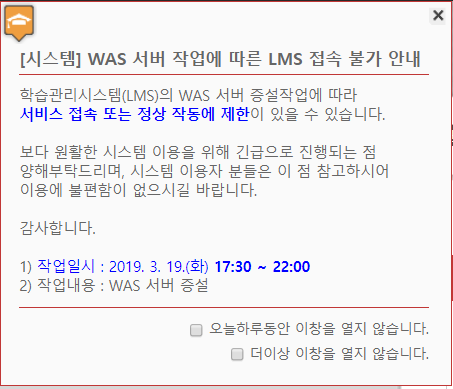 [시스템] WAS 서버 작업에 따른 LMS 접속 불가 안내
학습관리시스템(LMS)의 WAS 서버 증설작업에 따라
서비스 접속 또는 정상 작동에 제한이 있을 수 있습니다.
보다 원활한 시스템 이용을 위해 긴급으로 진행되는 점
양해부탁드리며, 시스템 이용자 분들은 이 점 참고하시어
이용에 불편함이 없으시길 바랍니다.
감사합니다.
1) 작업일시 : 2019. 3. 19.(화) 17:30 ~ 22:00
2) 작업내용 : WAS 서버 증설
오늘하루동안 이창을 열지 않습니다.
더이상 이창을 열지 않습니다.